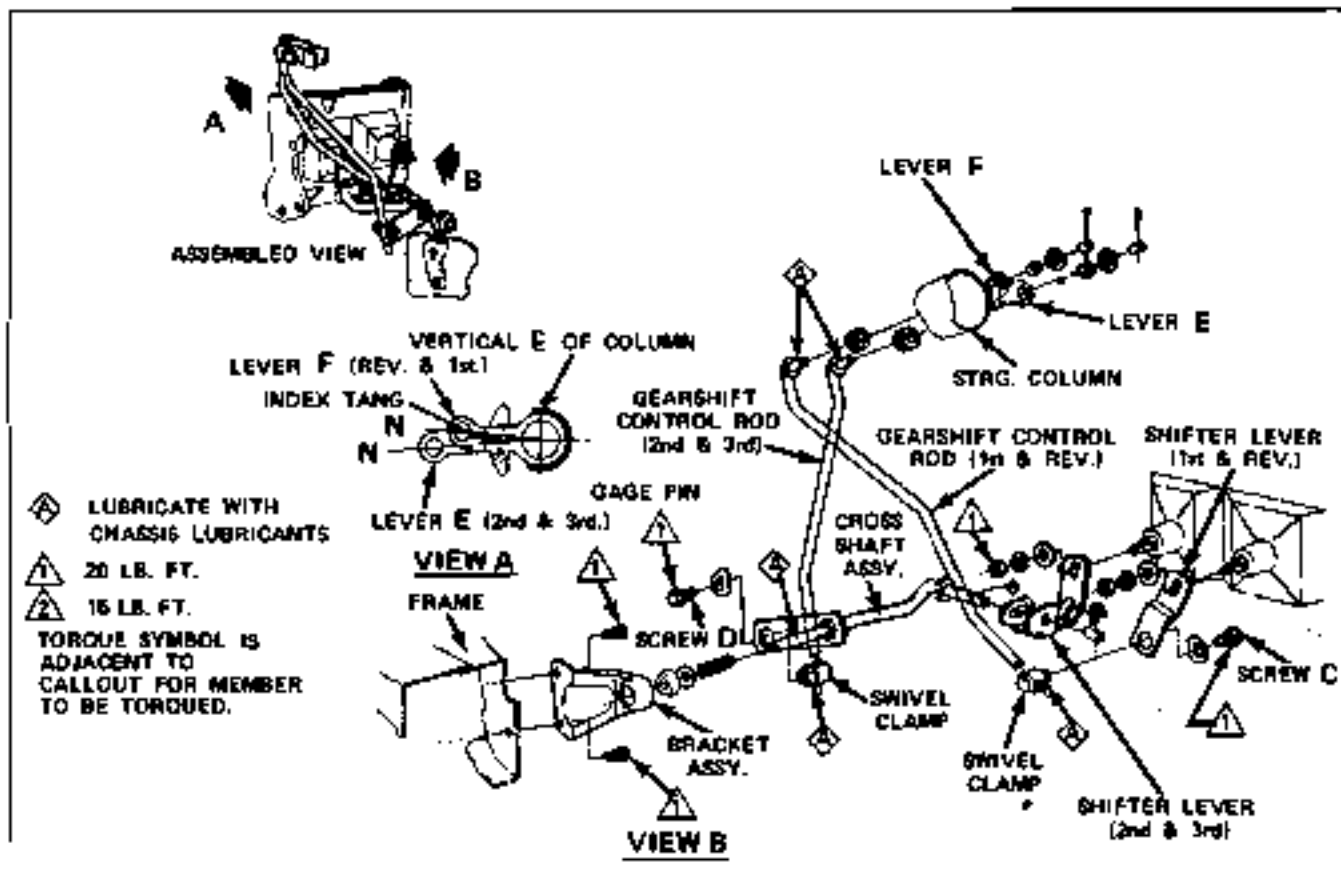 A
B
ASSEMBLED VIEW
LEVER F
LEVER E
STRG. COLUMN
A
VERTICAL E OF COLUMN
LEVER F (REV. & 1st.)
INDEX TANG
N
N
LEVER E (2nd & 3rd.)
VIEW A
GEARSHIFT
CONTROL ROD
(2nd & 3rd)
GEARSHIFT CONTROL
ROD (1st & REV.)
SHIFTER LEVER
(1st & REV.)
A LUBRICATE WITH
CHASSIS LUBRICANTS
1 20 LB. FT.
2 15 LB. FT.
TORQUE SYMBOL IS
ADJACENT TO
CALLOUT FOR MEMBER
TO BE TORQUED.
GAGE PIN
1
1
A
CROSS
SHAFT
ASSY.
1
FRAME
SCREW D
SWIVEL
CLAMP
A
BRACKET
ASSY.
1
SCREW C
1
A
SWIVEL
CLAMP
SHIFTER LEVER
(2nd & 3rd)
VIEW B